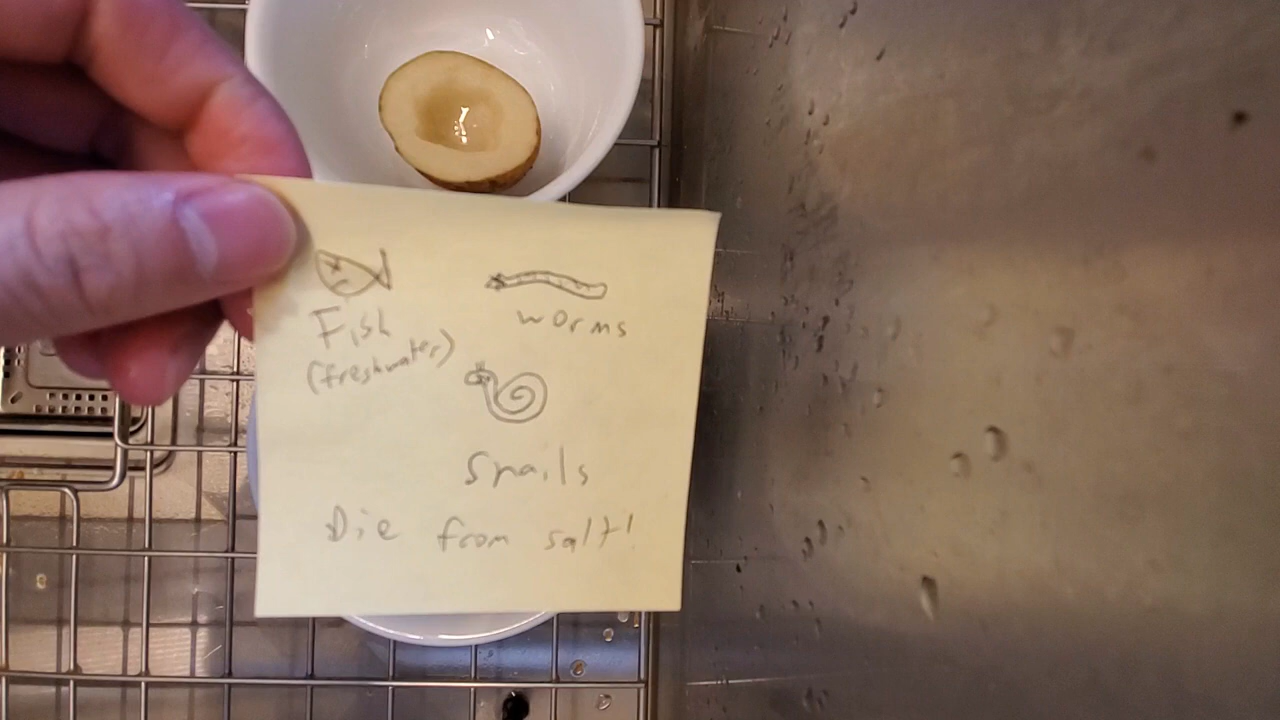 Fish
(freshwater)
worms
Snails
Die from salt!